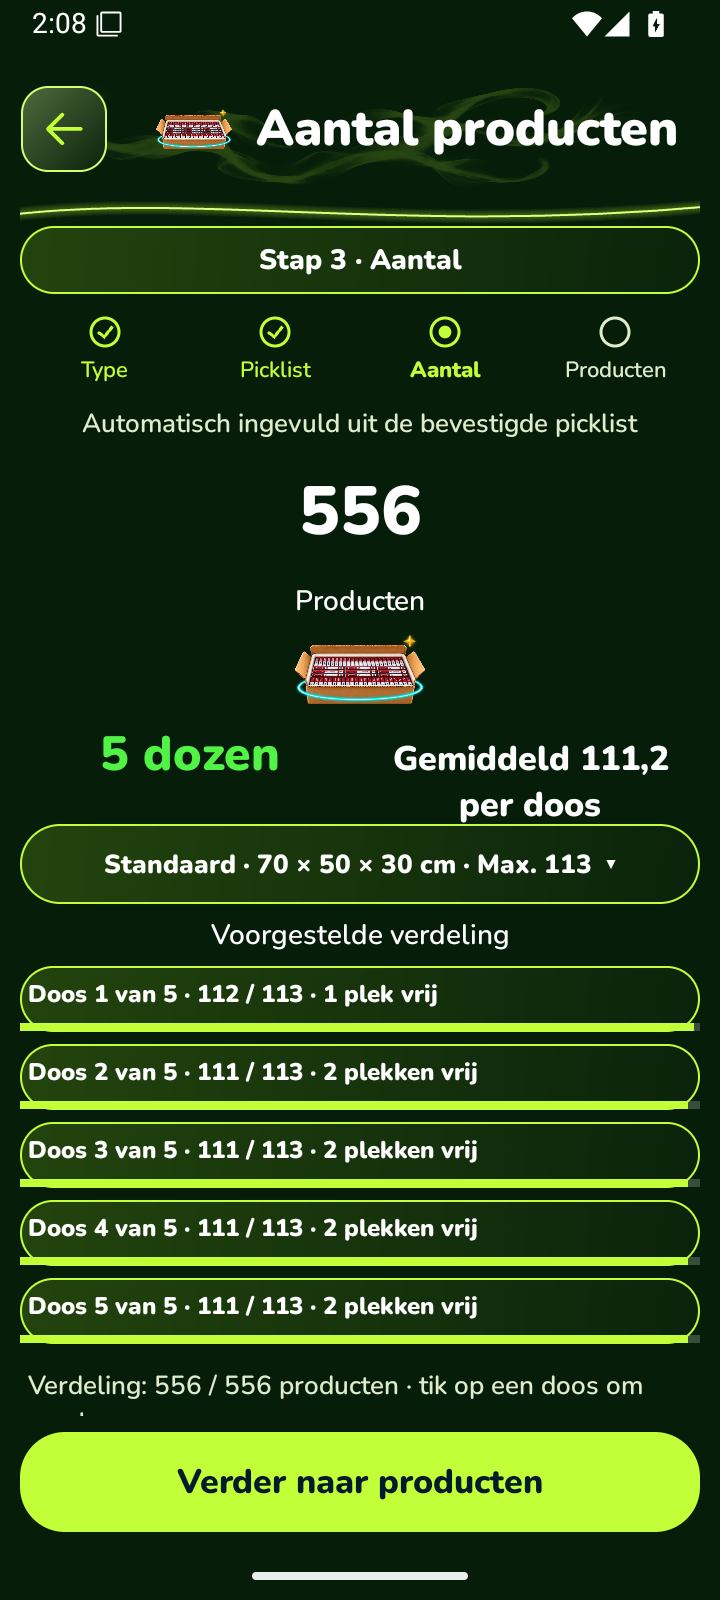 2:08
Aantal producten
Stap 3 · Aantal
Type
Picklist
Aantal
Producten
Automatisch ingevuld uit de bevestigde picklist
556
Producten
5 dozen
Gemiddeld 111,2
per doos
Standaard · 70 × 50 × 30 cm · Max. 113 ▼
Voorgestelde verdeling
Doos 1 van 5 · 112 / 113 · 1 plek vrij
Doos 2 van 5 · 111 / 113 · 2 plekken vrij
Doos 3 van 5 · 111 / 113 · 2 plekken vrij
Doos 4 van 5 · 111 / 113 · 2 plekken vrij
Doos 5 van 5 · 111 / 113 · 2 plekken vrij
Verdeling: 556 / 556 producten · tik op een doos om
Verder naar producten